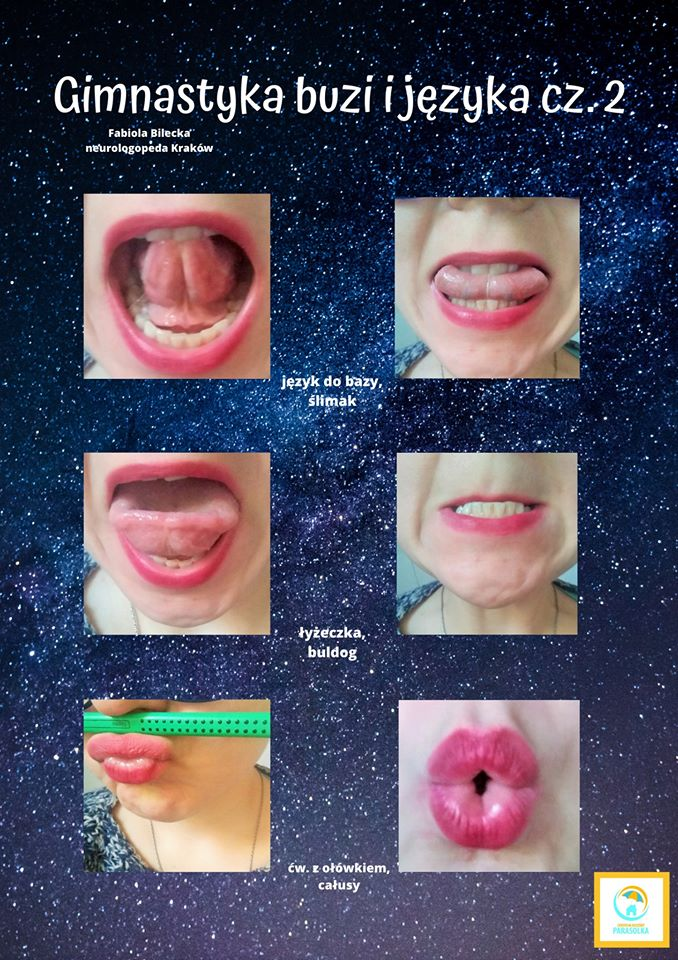 Gimnastyka buzi i języka cz. 2
Fabiola Bilecka
neurologopeda Kraków
język do bazy,
ślimak
łyżeczka,
buldog
ćw. z ołówkiem,
całusy
PARASOLKA